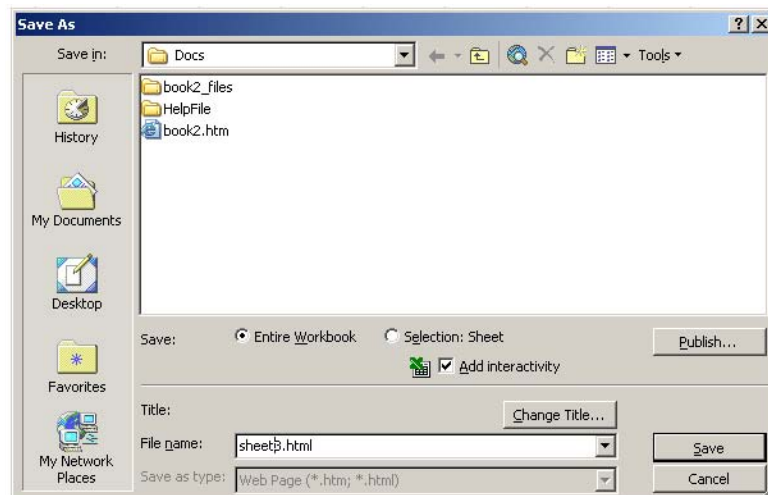 Save As
Save in: Docs Tools
book2_files
HelpFile
book2.htm
History
My Documents
Desktop
Favorites
My Network
Places
Save: Entire Workbook Selection: Sheet Publish...
Add interactivity
Title: Change Title...
File name: sheet3.html Save
Save as type: Web Page (*.htm; *.html) Cancel